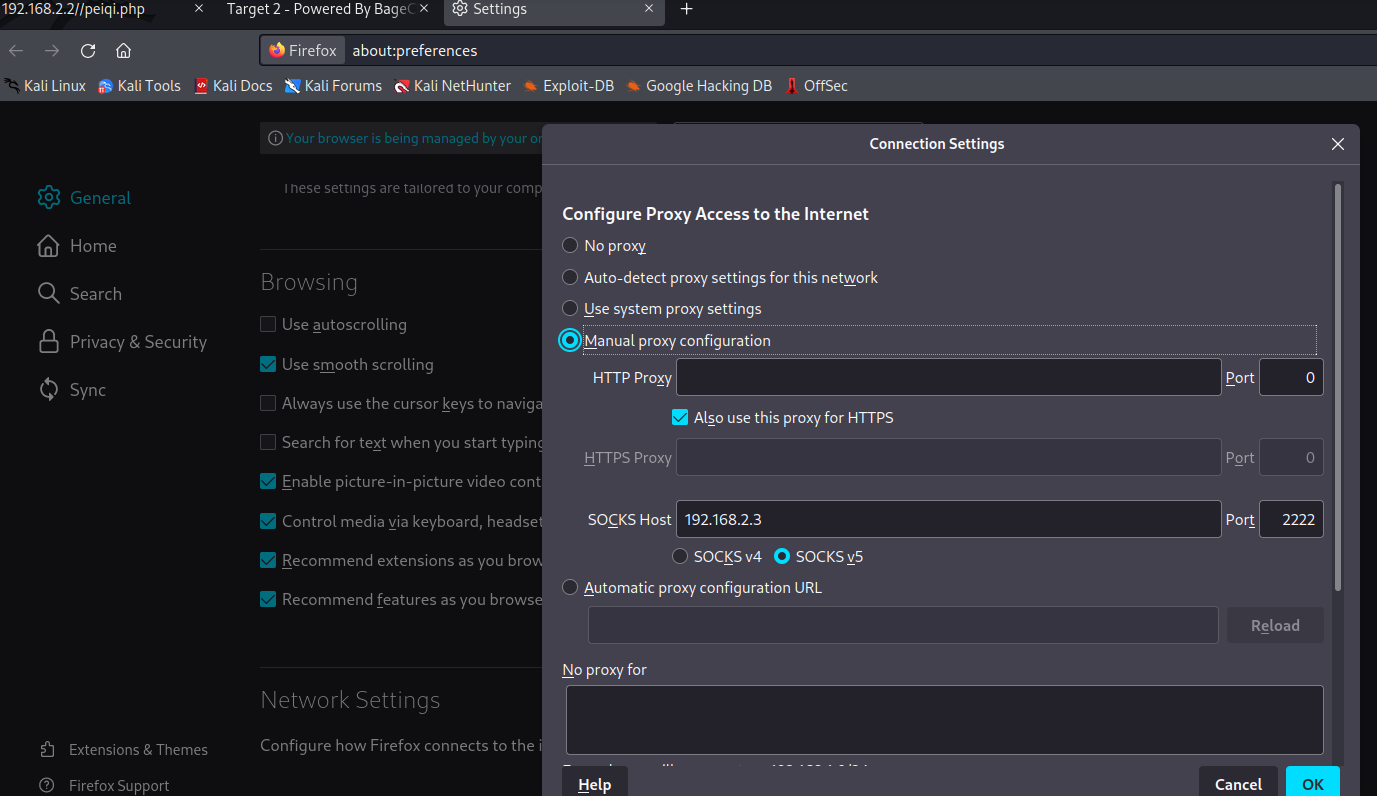 192.168.2.2//peiqi.php Target 2 - Powered By BageC Settings
Firefox about:preferences
Kali Linux Kali Tools Kali Docs Kali Forums Kali NetHunter Exploit-DB Google Hacking DB OffSec
Your browser is being managed by your or
These settings are tailored to your comp
General
Home
Search
Privacy & Security
Sync
Browsing
Use autoscrolling
Use smooth scrolling
Always use the cursor keys to naviga
Search for text when you start typing
Enable picture-in-picture video cont
Control media via keyboard, headset
Recommend extensions as you brow
Recommend features as you browse
Network Settings
Configure how Firefox connects to the i
Extensions & Themes
Firefox Support
Connection Settings
Configure Proxy Access to the Internet
No proxy
Auto-detect proxy settings for this network
Use system proxy settings
Manual proxy configuration
HTTP Proxy Port 0
Also use this proxy for HTTPS
HTTPS Proxy Port 0
SOCKS Host 192.168.2.3 Port 2222
SOCKS v4 SOCKS v5
Automatic proxy configuration URL
Reload
No proxy for
Help Cancel OK